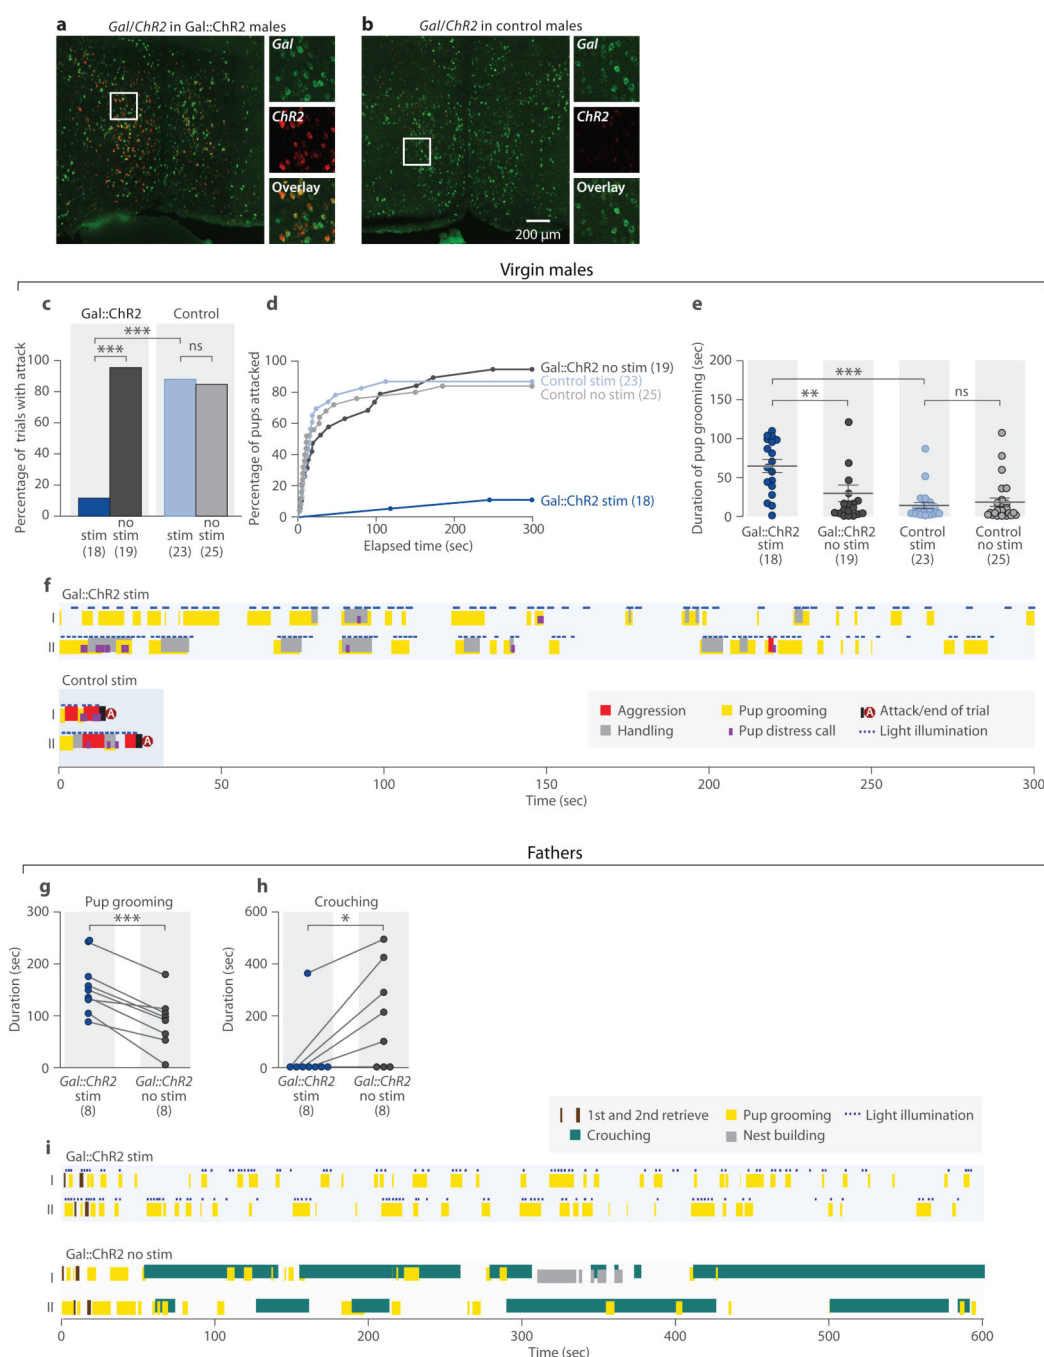 a Gal/ChR2 in Gal::ChR2 males
Gal
ChR2
Overlay
b Gal/ChR2 in control males
Gal
ChR2
Overlay
200 µm
Virgin males
c
Gal::ChR2 Control
***
*** ns
Percentage of trials with attack
100
80
60
40
20
0
stim (18)
no stim (19)
stim (23)
no stim (25)
d
Percentage of pups attacked
100
80
60
40
20
0
0 100 200 300
Elapsed time (sec)
Gal::ChR2 no stim (19)
Control stim (23)
Control no stim (25)
Gal::ChR2 stim (18)
e
Duration of pup grooming (sec)
200
150
100
50
0
***
** ns
Gal::ChR2 stim (18)
Gal::ChR2 no stim (19)
Control stim (23)
Control no stim (25)
f
Gal::ChR2 stim
I
II
Control stim
I A
II A
Aggression Pup grooming A Attack/end of trial
Handling Pup distress call Light illumination
0 50 100 150 200 250 300
Time (sec)
Fathers
g
Pup grooming
***
Duration (sec)
300
200
100
0
Gal::ChR2 stim (8)
Gal::ChR2 no stim (8)
h
Crouching
*
Duration (sec)
600
400
200
0
Gal::ChR2 stim (8)
Gal::ChR2 no stim (8)
1st and 2nd retrieve Pup grooming Light illumination
Crouching Nest building
i
Gal::ChR2 stim
I
II
Gal::ChR2 no stim
I
II
0 100 200 300 400 500 600
Time (sec)